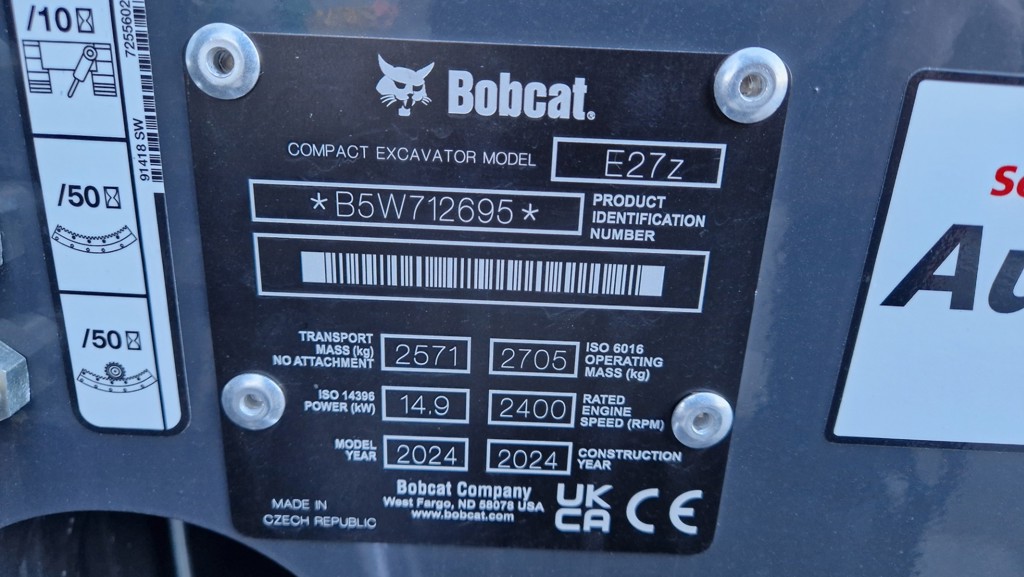 /10
7255602
91418 SW
/50
/50
Bobcat.
COMPACT EXCAVATOR MODEL E27z
*B5W712695* PRODUCT
IDENTIFICATION
NUMBER
TRANSPORT
MASS (kg)
NO ATTACHMENT 2571
2705 ISO 6016
OPERATING
MASS (kg)
ISO 14396
POWER (kW) 14.9
2400 RATED
ENGINE
SPEED (RPM)
MODEL
YEAR 2024
2024 CONSTRUCTION
YEAR
MADE IN
CZECH REPUBLIC
Bobcat Company
West Fargo, ND 58078 USA
www.bobcat.com
UK
CA
CE